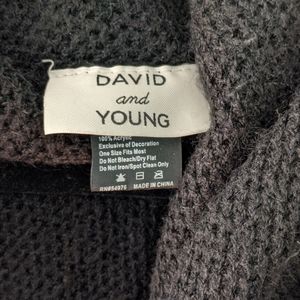 DAVID
and
YOUNG
100% Acrylic
Exclusive of Decoration
One Size Fits Most
Do Not Bleach/Dry Flat
Do Not Iron/Spot Clean Only
RN#54976 MADE IN CHINA